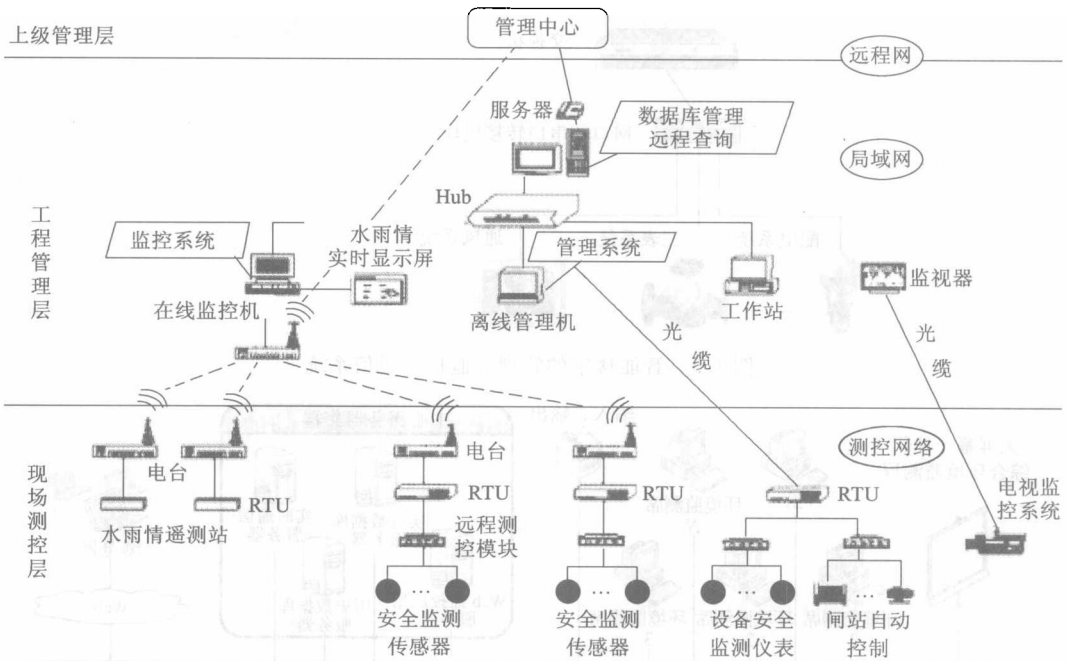 上级管理层
管理中心
远程网
服务器
数据库管理
远程查询
局域网
Hub
工程管理层
监控系统
水雨情
实时显示屏
管理系统
在线监控机
离线管理机
工作站
监视器
光缆
光缆
现场测控层
测控网络
电台
电台
RTU
RTU
RTU
RTU
水雨情遥测站
远程测
控模块
电视监
控系统
安全监测
传感器
安全监测
传感器
设备安全
监测仪表
闸站自动
控制